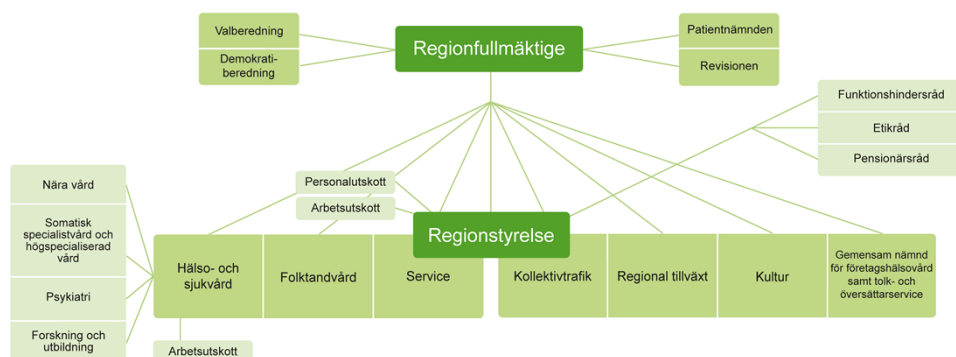 Valberedning
Demokrati-
beredning
Regionfullmäktige
Patientnämnden
Revisionen
Funktionshindersråd
Etikråd
Pensionärsråd
Personalutskott
Arbetsutskott
Regionstyrelse
Nära vård
Somatisk
specialistvård och
högspecialiserad
vård
Psykiatri
Forskning och
utbildning
Hälso- och
sjukvård
Folktandvård
Service
Kollektivtrafik
Regional tillväxt
Kultur
Gemensam nämnd
för företagshälsovård
samt tolk- och
översättarservice
Arbetsutskott